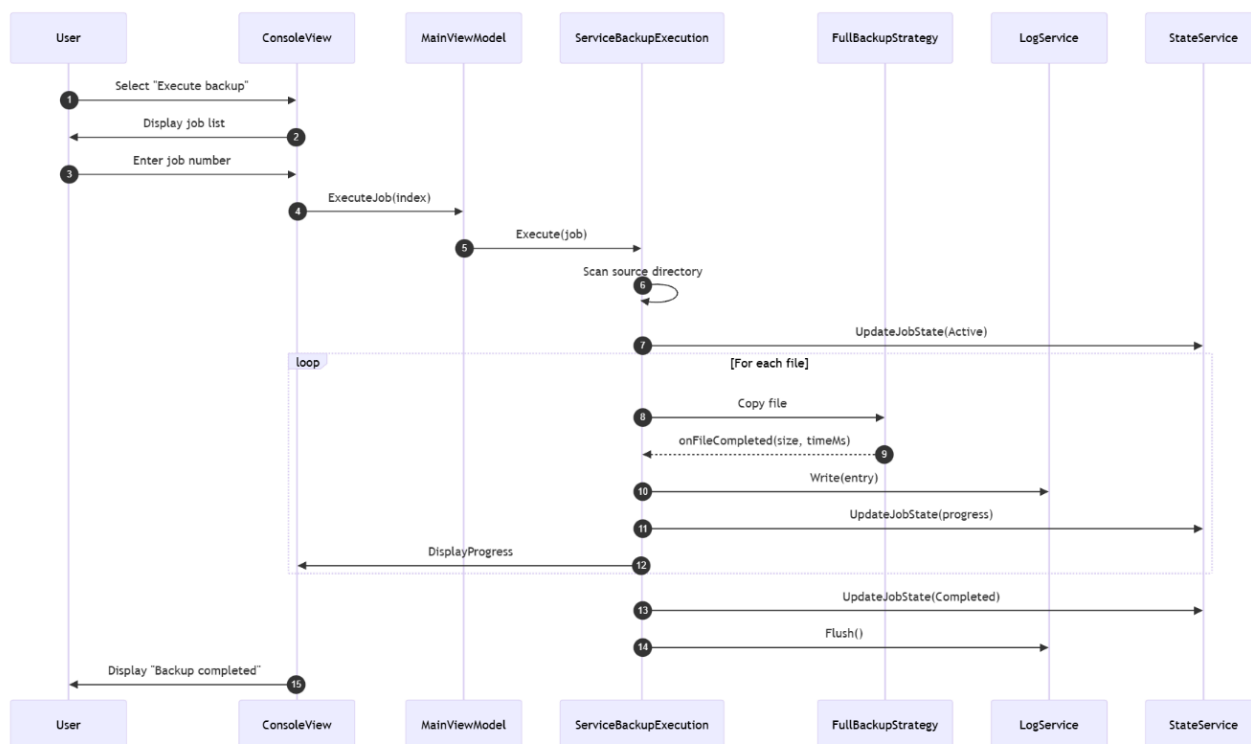 User
ConsoleView
MainViewModel
ServiceBackupExecution
FullBackupStrategy
LogService
StateService
Select "Execute backup"
1
Display job list
2
Enter job number
3
ExecuteJob(index)
4
Execute(job)
5
Scan source directory
6
UpdateJobState(Active)
7
loop
[For each file]
Copy file
8
onFileCompleted(size, timeMs)
9
Write(entry)
10
UpdateJobState(progress)
11
DisplayProgress
12
UpdateJobState(Completed)
13
Flush()
14
Display "Backup completed"
15
User
ConsoleView
MainViewModel
ServiceBackupExecution
FullBackupStrategy
LogService
StateService